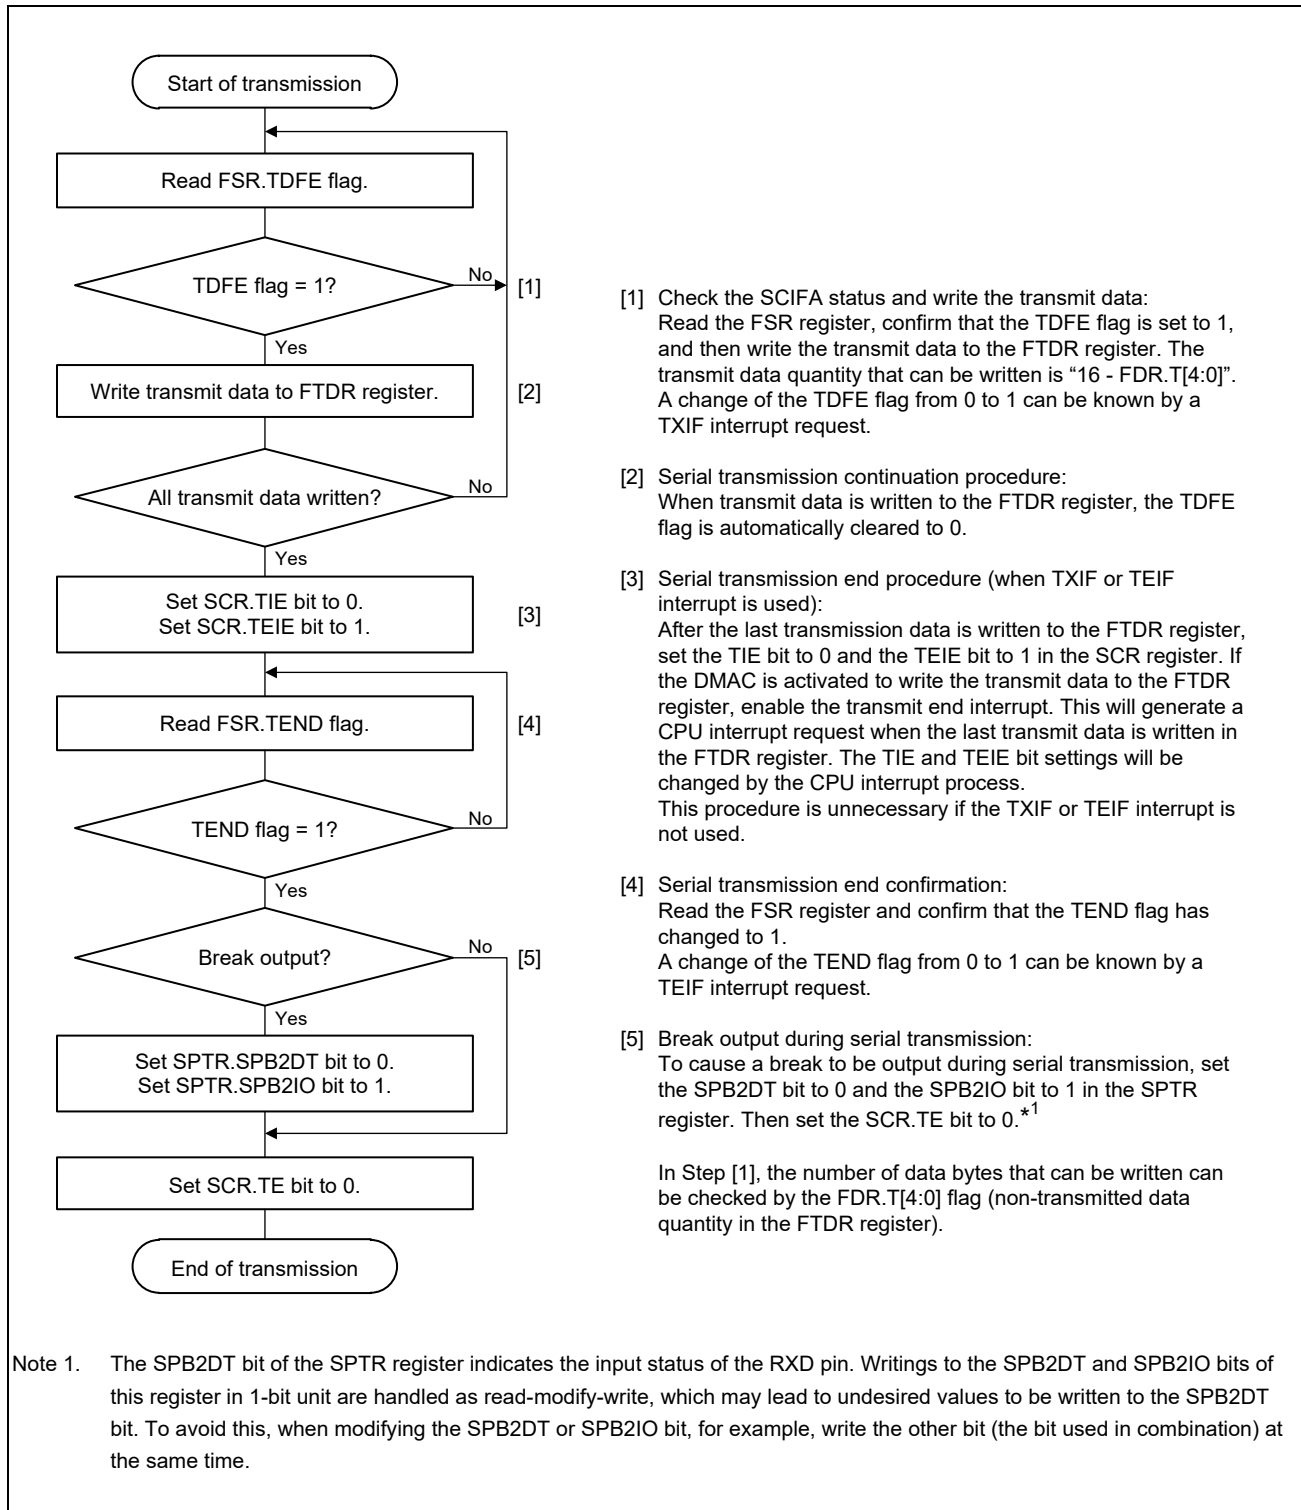 Start of transmission
Read FSR.TDFE flag.
TDFE flag = 1?
No
[1]
Yes
Write transmit data to FTDR register.
[2]
All transmit data written?
No
Yes
Set SCR.TIE bit to 0.
Set SCR.TEIE bit to 1.
[3]
Read FSR.TEND flag.
[4]
TEND flag = 1?
No
Yes
Break output?
No
[5]
Yes
Set SPTR.SPB2DT bit to 0.
Set SPTR.SPB2IO bit to 1.
Set SCR.TE bit to 0.
End of transmission
[1] Check the SCIFA status and write the transmit data:
Read the FSR register, confirm that the TDFE flag is set to 1,
and then write the transmit data to the FTDR register. The
transmit data quantity that can be written is “16 - FDR.T[4:0]”.
A change of the TDFE flag from 0 to 1 can be known by a
TXIF interrupt request.
[2] Serial transmission continuation procedure:
When transmit data is written to the FTDR register, the TDFE
flag is automatically cleared to 0.
[3] Serial transmission end procedure (when TXIF or TEIF
interrupt is used):
After the last transmission data is written to the FTDR register,
set the TIE bit to 0 and the TEIE bit to 1 in the SCR register. If
the DMAC is activated to write the transmit data to the FTDR
register, enable the transmit end interrupt. This will generate a
CPU interrupt request when the last transmit data is written in
the FTDR register. The TIE and TEIE bit settings will be
changed by the CPU interrupt process.
This procedure is unnecessary if the TXIF or TEIF interrupt is
not used.
[4] Serial transmission end confirmation:
Read the FSR register and confirm that the TEND flag has
changed to 1.
A change of the TEND flag from 0 to 1 can be known by a
TEIF interrupt request.
[5] Break output during serial transmission:
To cause a break to be output during serial transmission, set
the SPB2DT bit to 0 and the SPB2IO bit to 1 in the SPTR
register. Then set the SCR.TE bit to 0.*1
In Step [1], the number of data bytes that can be written can
be checked by the FDR.T[4:0] flag (non-transmitted data
quantity in the FTDR register).
Note 1. The SPB2DT bit of the SPTR register indicates the input status of the RXD pin. Writings to the SPB2DT and SPB2IO bits of
this register in 1-bit unit are handled as read-modify-write, which may lead to undesired values to be written to the SPB2DT
bit. To avoid this, when modifying the SPB2DT or SPB2IO bit, for example, write the other bit (the bit used in combination) at
the same time.